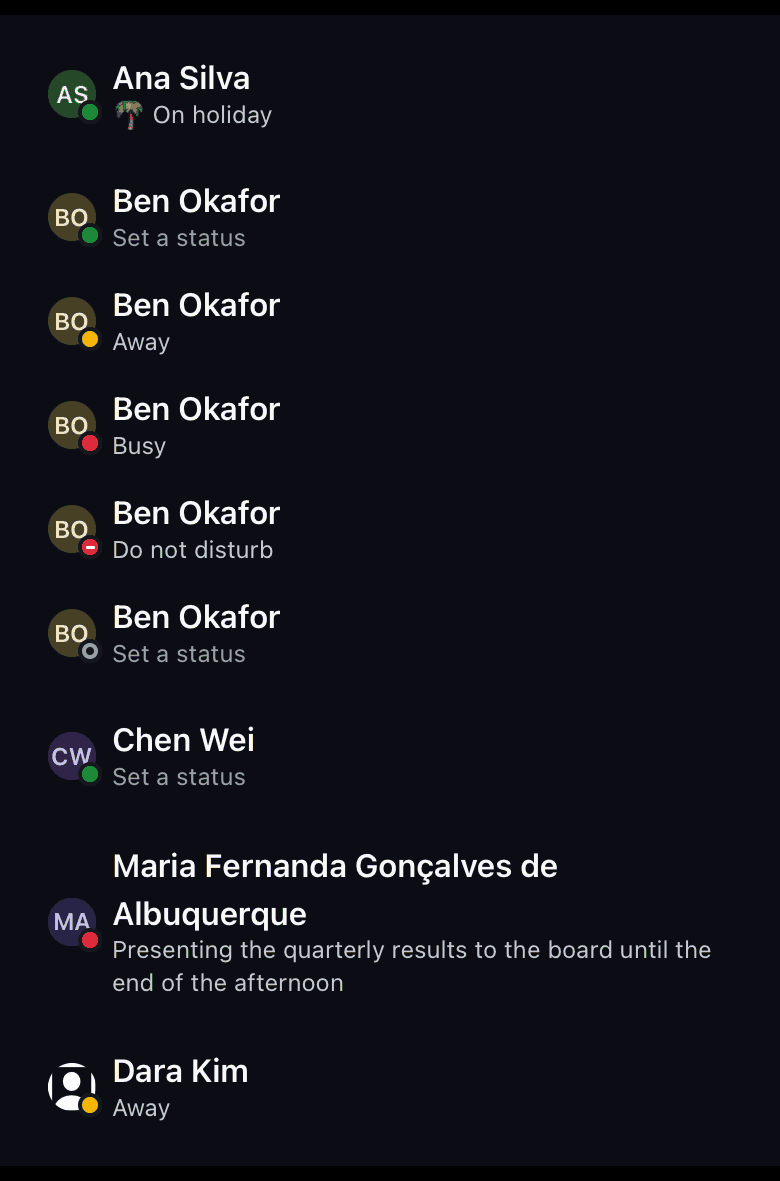 AS
Ana Silva
🌴 On holiday
BO
Ben Okafor
Set a status
BO
Ben Okafor
Away
BO
Ben Okafor
Busy
BO
Ben Okafor
Do not disturb
BO
Ben Okafor
Set a status
CW
Chen Wei
Set a status
Maria Fernanda Gonçalves de
MA
Albuquerque
Presenting the quarterly results to the board until the
end of the afternoon
Dara Kim
Away